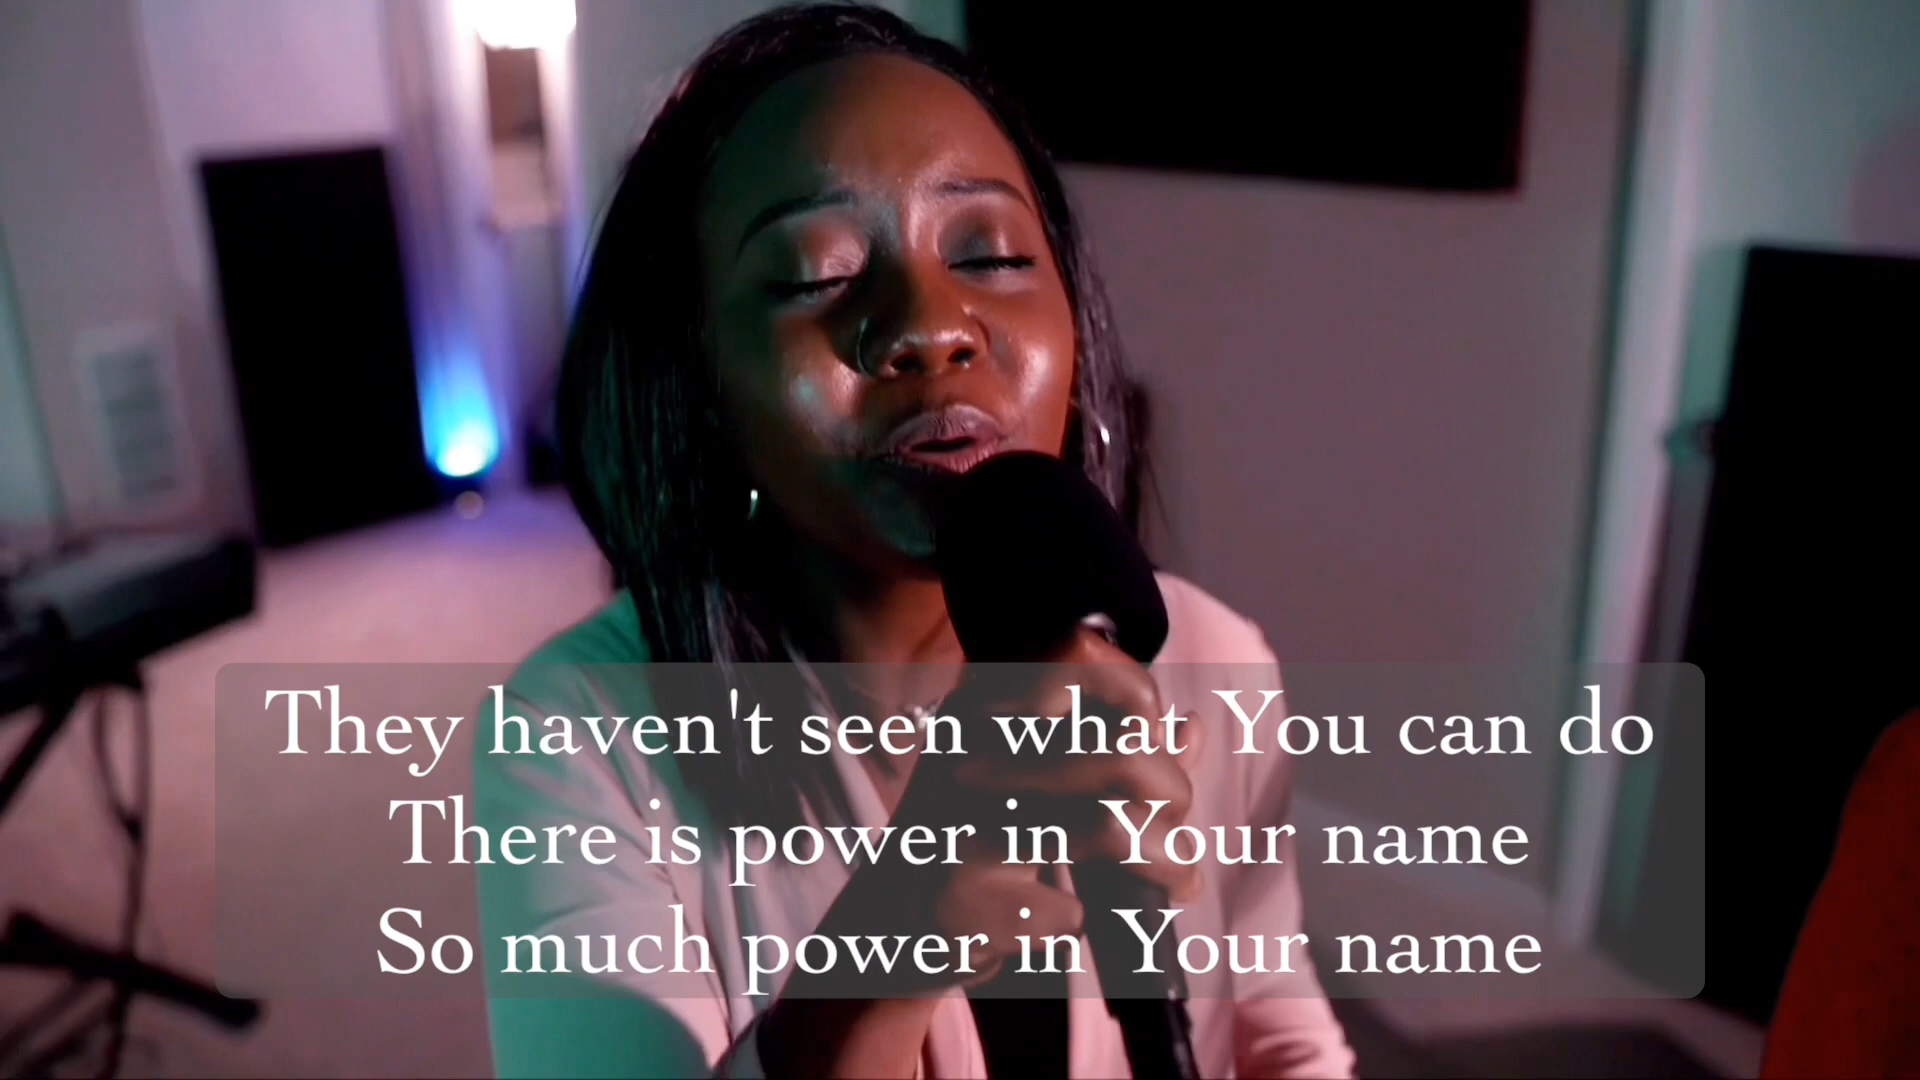 They haven't seen what You can do
There is power in Your name
So much power in Your name